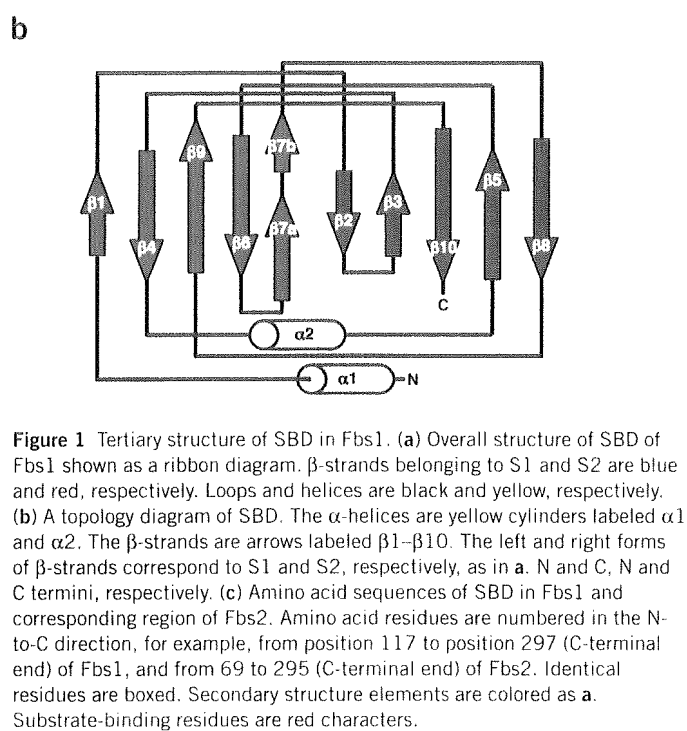 b
β1
β4
β9
β6
β7b
β7a
β2
β3
β10
β5
β8
C
α2
α1
N
Figure 1 Tertiary structure of SBD in Fbs1. (a) Overall structure of SBD of
Fbs1 shown as a ribbon diagram. β-strands belonging to S1 and S2 are blue
and red, respectively. Loops and helices are black and yellow, respectively.
(b) A topology diagram of SBD. The α-helices are yellow cylinders labeled α1
and α2. The β-strands are arrows labeled β1–β10. The left and right forms
of β-strands correspond to S1 and S2, respectively, as in a. N and C, N and
C termini, respectively. (c) Amino acid sequences of SBD in Fbs1 and
corresponding region of Fbs2. Amino acid residues are numbered in the N-
to-C direction, for example, from position 117 to position 297 (C-terminal
end) of Fbs1, and from 69 to 295 (C-terminal end) of Fbs2. Identical
residues are boxed. Secondary structure elements are colored as a.
Substrate-binding residues are red characters.